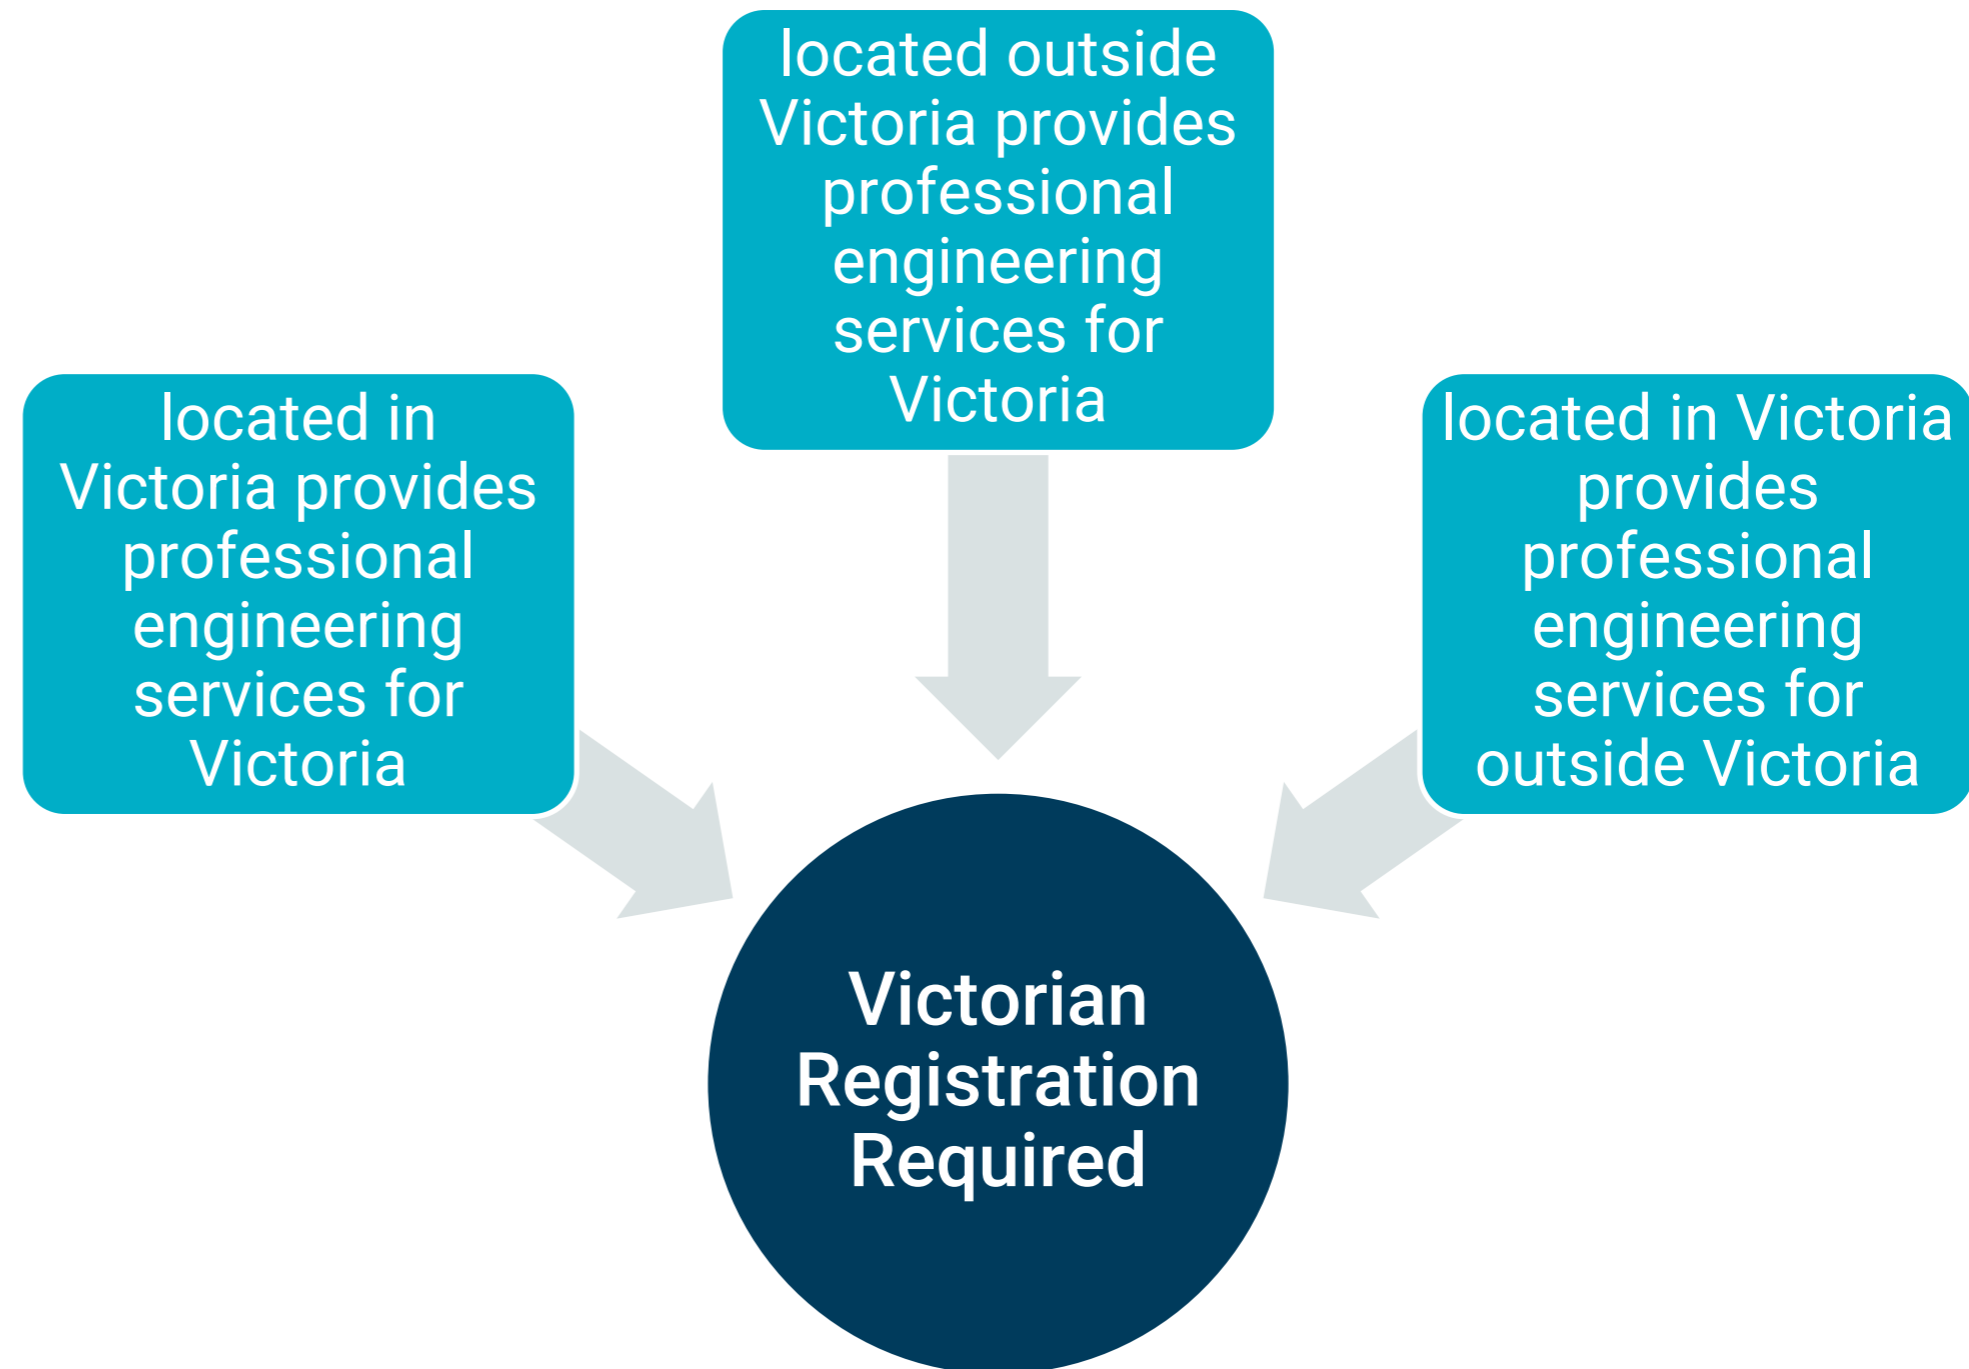 located outside
Victoria provides
professional
engineering
services for
Victoria
located in
Victoria provides
professional
engineering
services for
Victoria
located in Victoria
provides
professional
engineering
services for
outside Victoria
Victorian
Registration
Required